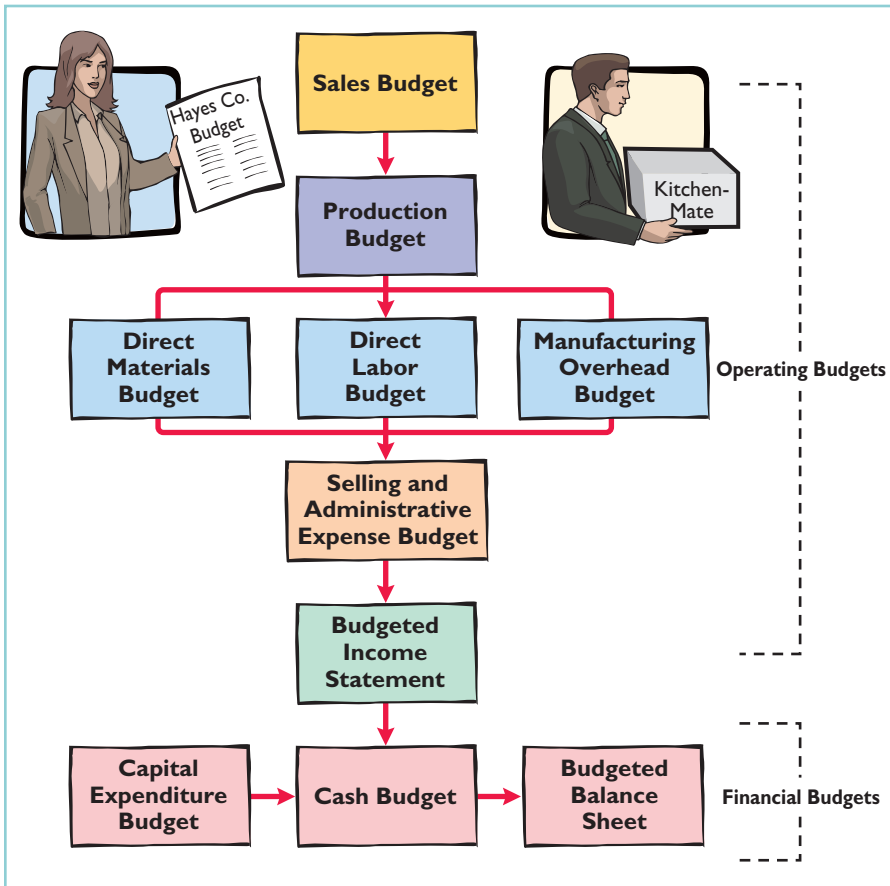 Sales Budget
Hayes Co.
Budget
Kitchen-
Mate
Production
Budget
Direct
Materials
Budget
Direct
Labor
Budget
Manufacturing
Overhead
Budget
Operating Budgets
Selling and
Administrative
Expense Budget
Budgeted
Income
Statement
Capital
Expenditure
Budget
Cash Budget
Budgeted
Balance
Sheet
Financial Budgets